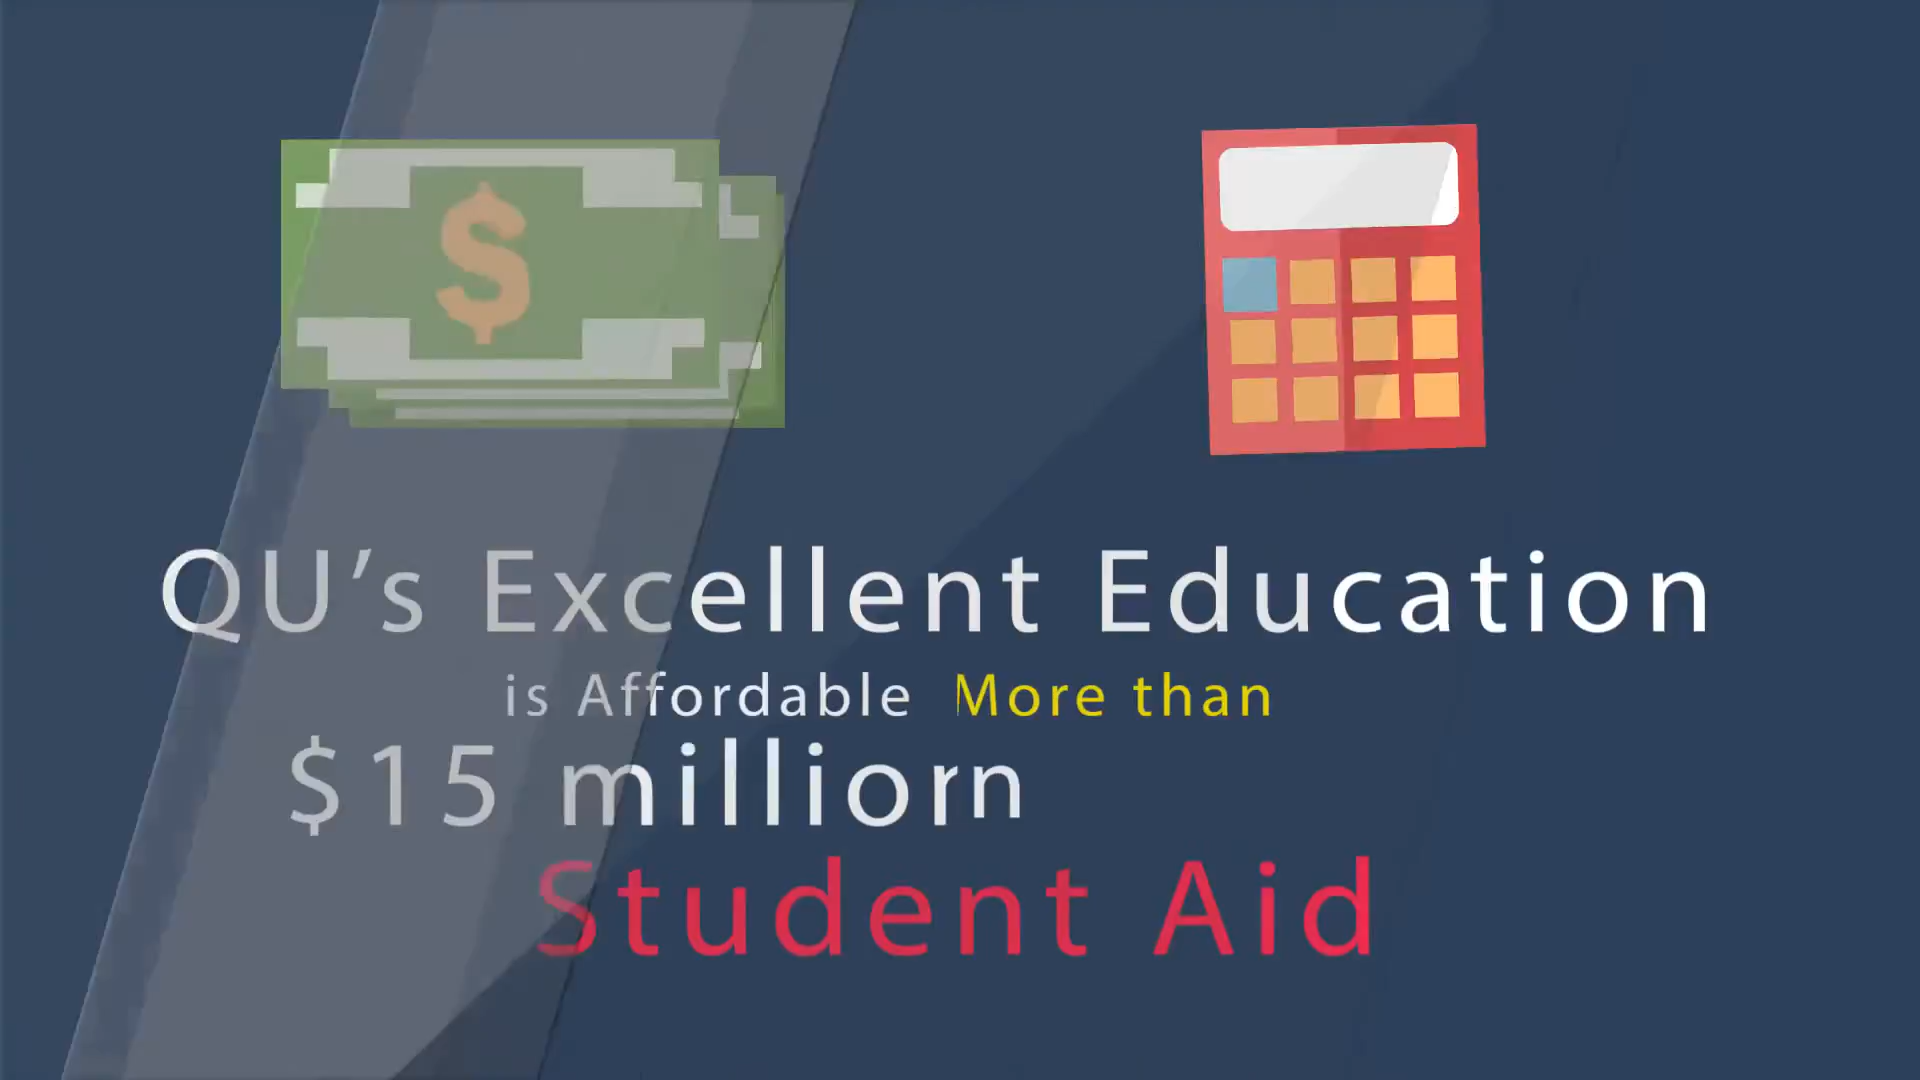 $
QU's Excellent Education
is Affordable More than
$15 milliorn
Student Aid